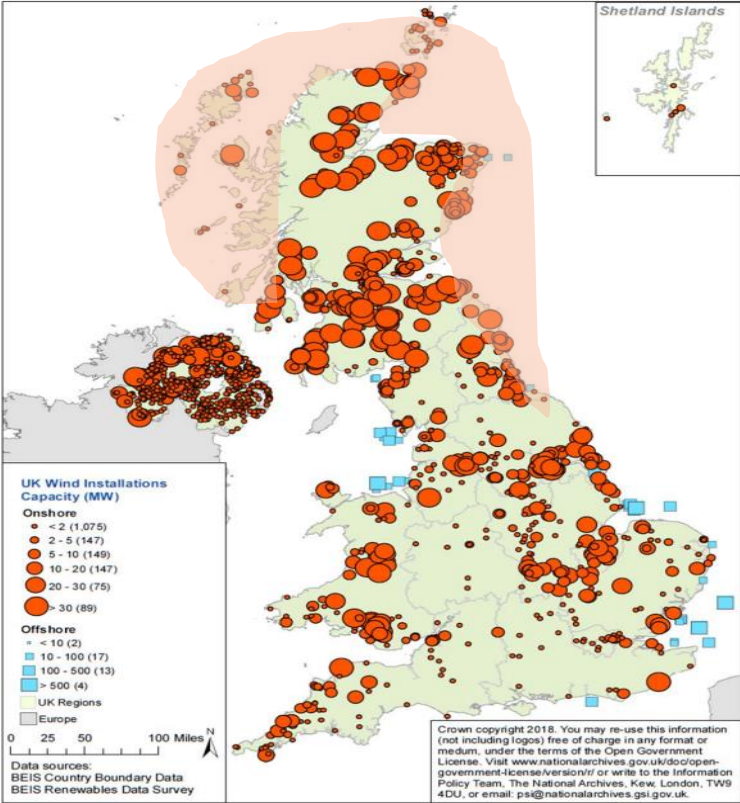 Shetland Islands
UK Wind Installations
Capacity (MW)
Onshore
< 2 (1,075)
2 - 5 (147)
5 - 10 (149)
10 - 20 (147)
20 - 30 (75)
> 30 (89)
Offshore
< 10 (2)
10 - 100 (17)
100 - 500 (13)
> 500 (4)
UK Regions
Europe
N
0 25 50 100 Miles
Data sources:
BEIS Country Boundary Data
BEIS Renewables Data Survey
Crown copyright 2018. You may re-use this information
(not including logos) free of charge in any format or
medum, under the terms of the Open Government
License. Visit www.nationalarchives.gov.uk/doc/open-
government-license/version/r/ or write to the Information
Policy Team, The National Archives, Kew, London, TW9
4DU, or email: psi@nationalarchives.gsi.gov.uk.